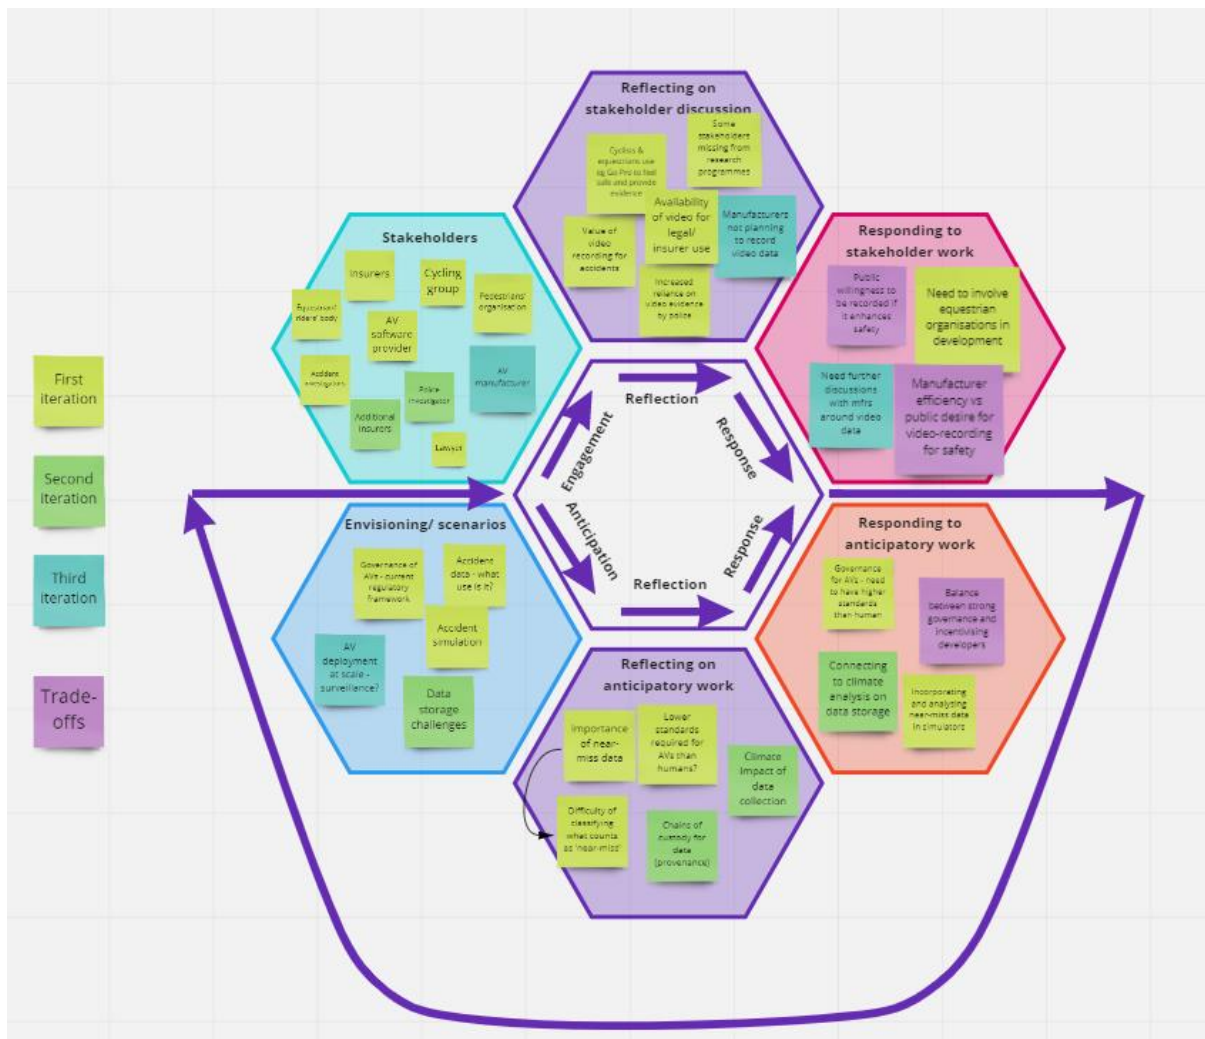 Reflecting on
stakeholder discussion
Some
stakeholders
missing from
research
programmes
Cyclists &
equestrians use
eg Go-Pro to feel
safe and provide
evidence
Availability
of video for
legal/
insurer use
Manufacturers
not planning
to record
video data
Value of
video
recording for
accidents
Increased
reliance on
video evidence
by police
Stakeholders
Insurers
Cycling
group
Pedestrians'
organisation
Equestrian/
riders' body
AV
software
provider
Accident
investigators
Police
investigator
AV
manufacturer
Additional
insurers
Lawyer
Responding to
stakeholder work
Public
willingness to
be recorded if
it enhances
safety
Need to involve
equestrian
organisations in
development
Need further
discussions
with mfrs
around video
data
Manufacturer
efficiency vs
public desire for
video-recording
for safety
First
iteration
Second
iteration
Third
iteration
Trade-
offs
Engagement
Reflection
Response
Anticipation
Reflection
Response
Envisioning/ scenarios
Governance of
AVs - current
regulatory
framework
Accident
data - what
use is it?
Accident
simulation
AV
deployment
at scale -
surveillance?
Data
storage
challenges
Reflecting on
anticipatory work
Importance
of near-
miss data
Lower
standards
required for
AVs than
humans?
Climate
impact of
data
collection
Difficulty of
classifying
what counts
as 'near-miss'
Chains of
custody for
data
(provenance)
Responding to
anticipatory work
Governance
for AVs - need
to have higher
standards
than human
Balance
between strong
governance and
incentivising
developers
Connecting
to climate
analysis on
data storage
Incorporating
and analysing
near-miss data
in simulators